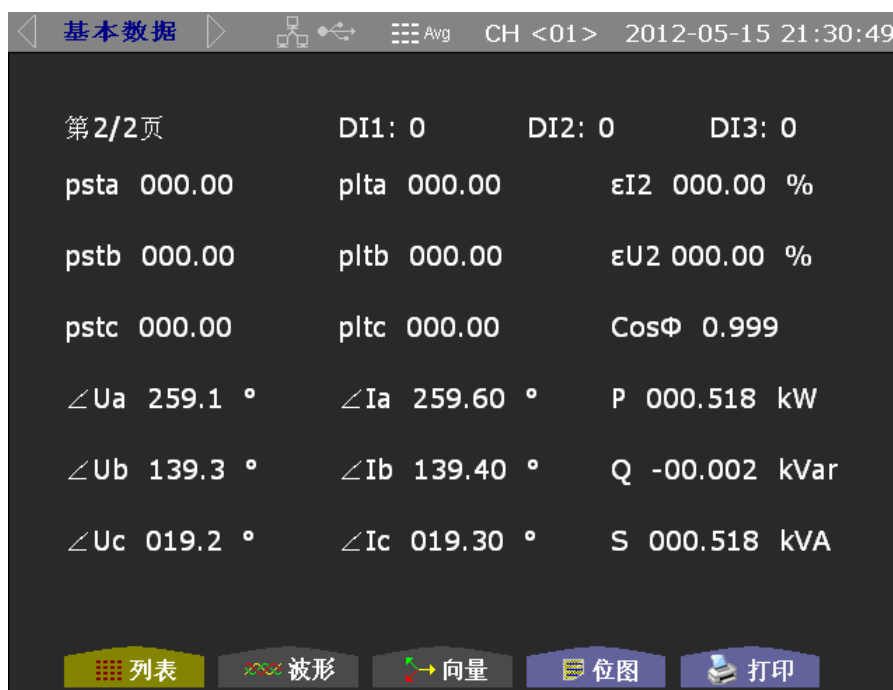 基本数据 Avg CH <01> 2012-05-15 21:30:49
第2/2页 DI1: 0 DI2: 0 DI3: 0
psta 000.00 plta 000.00 εI2 000.00 %
pstb 000.00 pltb 000.00 εU2 000.00 %
pstc 000.00 pltc 000.00 CosΦ 0.999
∠Ua 259.1 ° ∠Ia 259.60 ° P 000.518 kW
∠Ub 139.3 ° ∠Ib 139.40 ° Q -00.002 kVar
∠Uc 019.2 ° ∠Ic 019.30 ° S 000.518 kVA
列表 波形 向量 位图 打印